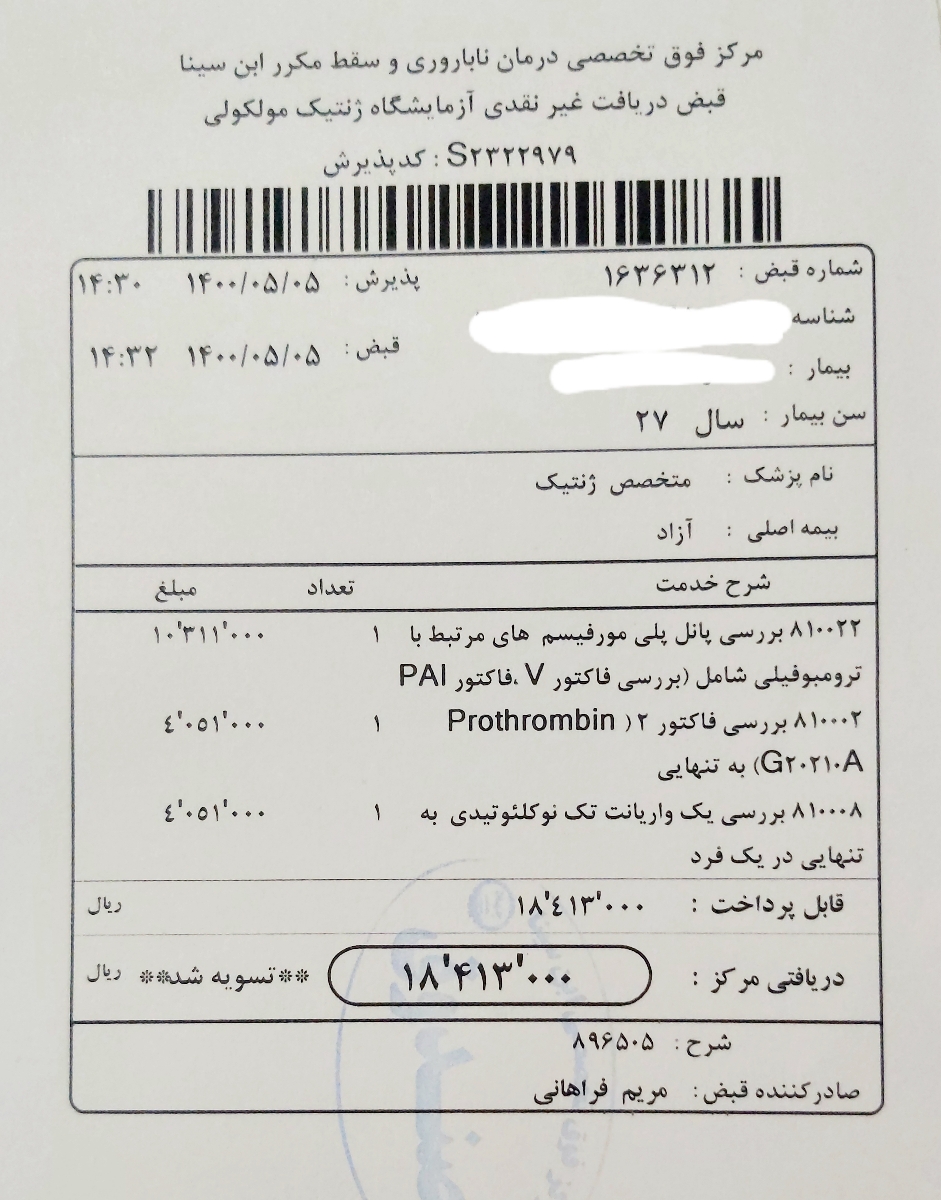 مرکز فوق تخصصی درمان ناباروری و سقط مکرر ابن سینا
قبض دریافت غیر نقدی آزمایشگاه ژنتیک مولکولی
کدپذیرش : S۲۳۲۲۹۷۹
شماره قبض : ۱۶۳۶۳۱۲ پذیرش : ۱۴۰۰/۰۵/۰۵ ۱۴:۳۰
شناسه
قبض : ۱۴۰۰/۰۵/۰۵ ۱۴:۳۲
بیمار :
سن بیمار : ۲۷ سال
نام پزشک : متخصص ژنتیک
بیمه اصلی : آزاد
شرح خدمت تعداد مبلغ
۸۱۰۰۲۲ بررسی پانل پلی مورفیسم های مرتبط با ۱ ۱۰'۳۱۱'۰۰۰
ترومبوفیلی شامل (بررسی فاکتور V ،فاکتور PAI
۸۱۰۰۰۲ بررسی فاکتور ۲ ( Prothrombin ۱ ٤'۰٥۱'۰۰۰
G۲۰۲۱۰A) به تنهایی
۸۱۰۰۰۸ بررسی یک واریانت تک نوکلئوتیدی به ۱ ٤'۰٥۱'۰۰۰
تنهایی در یک فرد
قابل پرداخت : ۱۸'٤۱۳'۰۰۰ ریال
دریافتی مرکز : ۱۸'۴۱۳'۰۰۰ **تسویه شد** ریال
شرح : ۸۹۶۵۰۵
صادرکننده قبض : مریم فراهانی